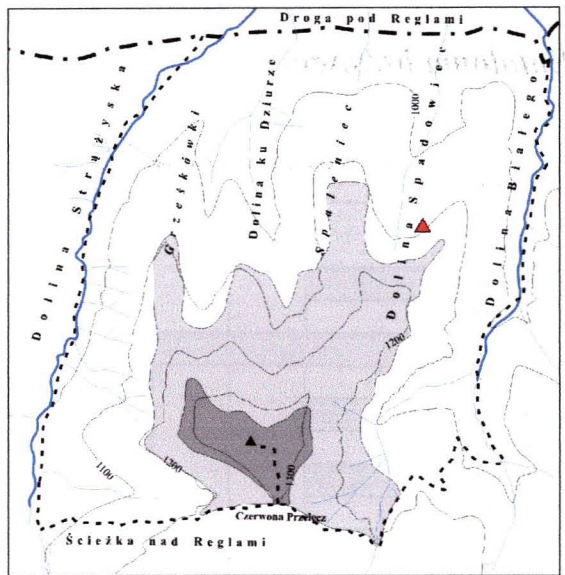 Droga pod Reglami
Dolina Strążyska
Grześkówki
Dolina ku Dziurze
Spaleniec
1000
Dolina Spadowiec
Dolina Białego
1200
1100
1200
1300
Czerwona Przełęcz
Ścieżka nad Reglami